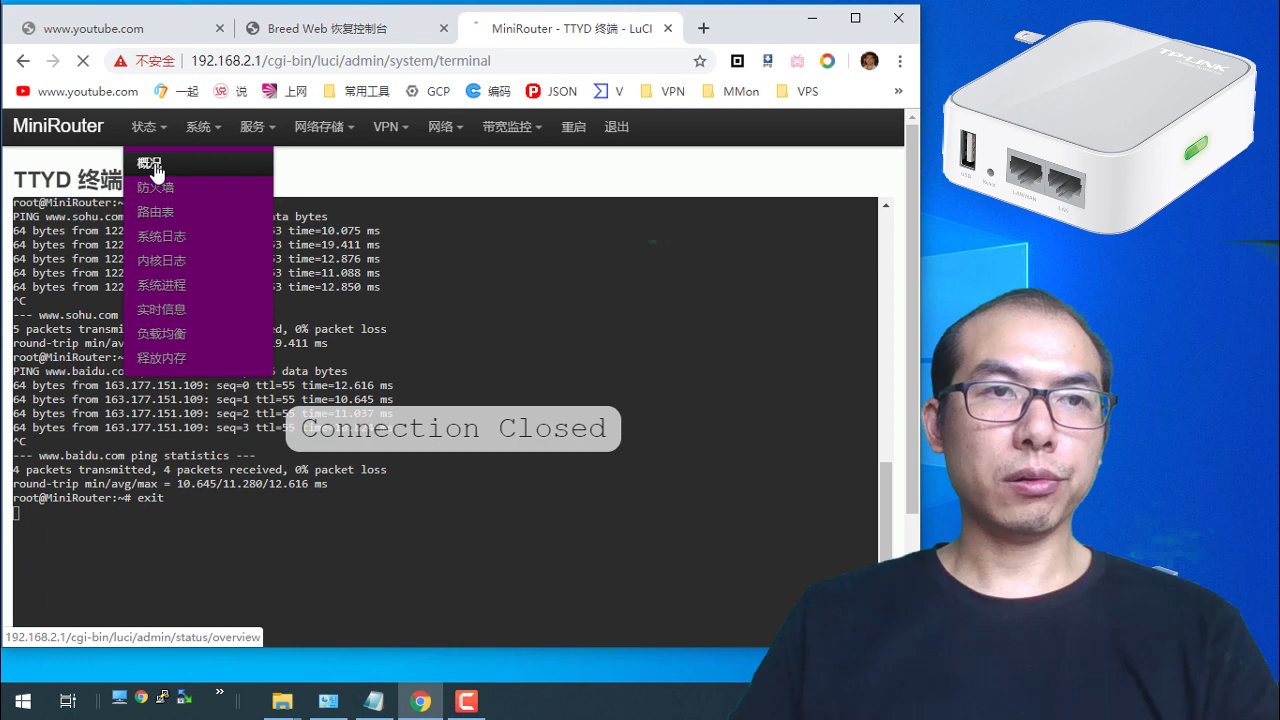 www.youtube.com
Breed Web 恢复控制台
MiniRouter - TTYD 终端 - LuCI
不安全
192.168.2.1/cgi-bin/luci/admin/system/terminal
www.youtube.com
一起
说
上网
常用工具
GCP
编码
JSON
V
VPN
MMon
VPS
»
MiniRouter
状态
系统
服务
网络存储
VPN
网络
带宽监控
重启
退出
TTYD 终端
概况
防火墙
路由表
系统日志
内核日志
系统进程
实时信息
负载均衡
释放内存
root@MiniRouter:~
PING www.sohu.com data bytes
64 bytes from 122 3 time=10.075 ms
64 bytes from 122 3 time=19.411 ms
64 bytes from 122 3 time=12.876 ms
64 bytes from 122 3 time=11.088 ms
64 bytes from 122 3 time=12.850 ms
^C
--- www.sohu.com
5 packets transmitted, 0% packet loss
round-trip min/av 9.411 ms
root@MiniRouter:~
PING www.baidu.com data bytes
64 bytes from 163.177.151.109: seq=0 ttl=55 time=12.616 ms
64 bytes from 163.177.151.109: seq=1 ttl=55 time=10.645 ms
64 bytes from 163.177.151.109: seq=2 ttl=55 time=11.037 ms
64 bytes from 163.177.151.109: seq=3 ttl=55
Connection Closed
^C
--- www.baidu.com ping statistics ---
4 packets transmitted, 4 packets received, 0% packet loss
round-trip min/avg/max = 10.645/11.280/12.616 ms
root@MiniRouter:~# exit
192.168.2.1/cgi-bin/luci/admin/status/overview
»
TP-LINK
USB
Reset
LAN/WAN
LAN